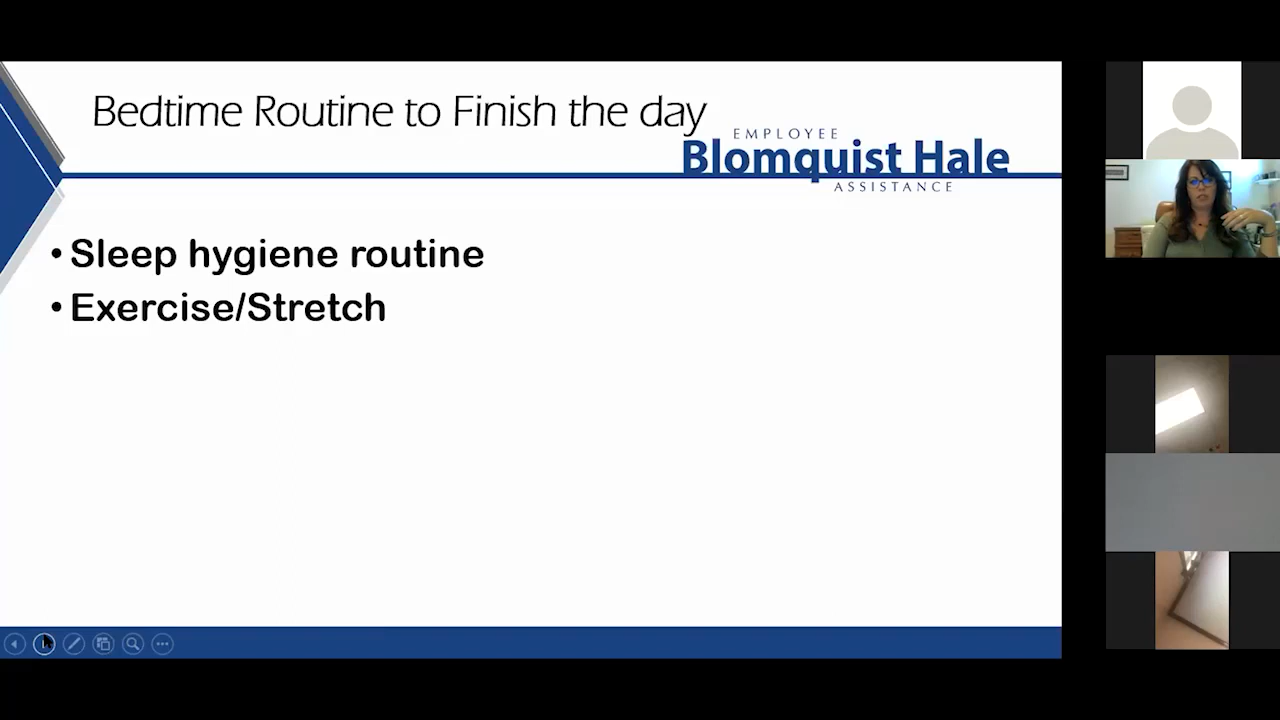 Bedtime Routine to Finish the day
EMPLOYEE
Blomquist Hale
ASSISTANCE
• Sleep hygiene routine
• Exercise/Stretch